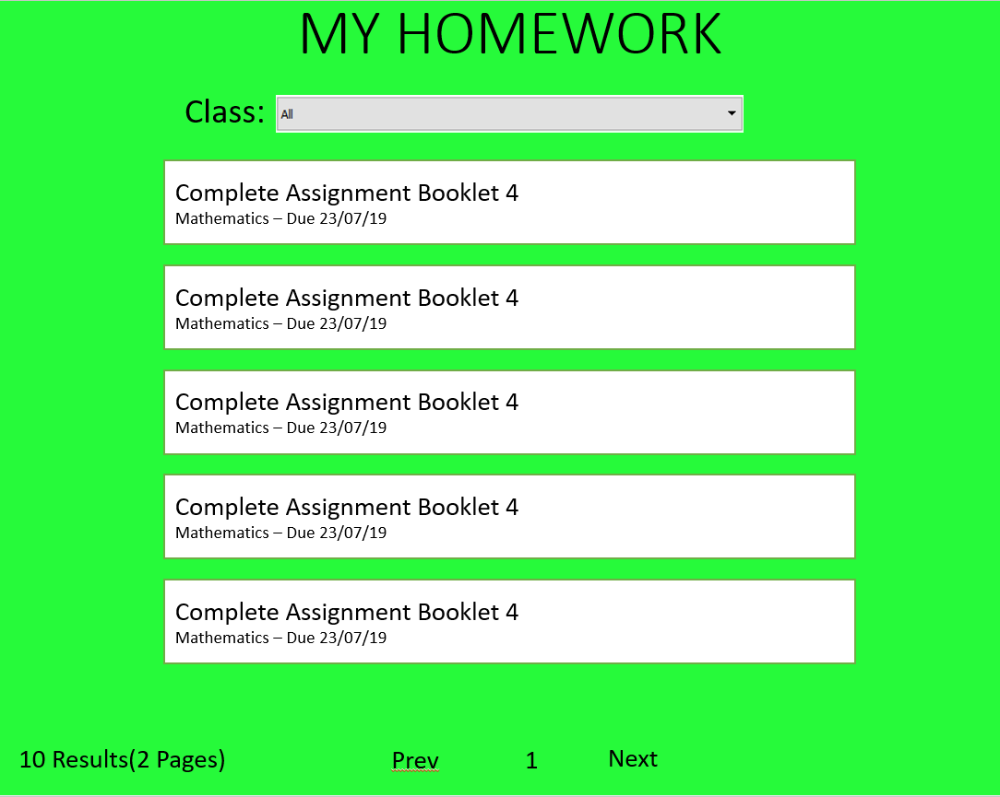 MY HOMEWORK
Class: All
Complete Assignment Booklet 4
Mathematics – Due 23/07/19
Complete Assignment Booklet 4
Mathematics – Due 23/07/19
Complete Assignment Booklet 4
Mathematics – Due 23/07/19
Complete Assignment Booklet 4
Mathematics – Due 23/07/19
Complete Assignment Booklet 4
Mathematics – Due 23/07/19
10 Results(2 Pages) Prev 1 Next